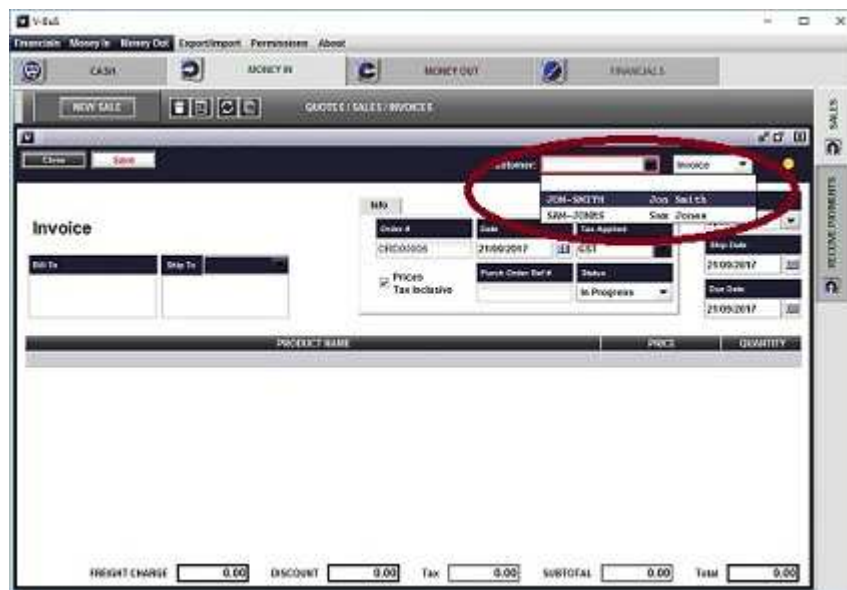 V-BuS
Financials Money In Money Out Export/Import Permissions About
CASH MONEY IN MONEY OUT FINANCIALS
NEW SALE QUOTES / SALES / INVOICES
SALES
RECENT PAYMENTS
Close Save Customer: Invoice
JON-SMITH Jon Smith
SAM-JONES Sam Jones
Info
Invoice
Order # Date Tax Applied
ORD00006 21/09/2017 GST
Ship Date
21/09/2017
Bill To Ship To
Prices
Tax Inclusive
Purch Order Ref # Status
In Progress
Due Date
21/09/2017
PRODUCT NAME PRICE QUANTITY
FREIGHT CHARGE 0.00 DISCOUNT 0.00 Tax 0.00 SUBTOTAL 0.00 Total 0.00